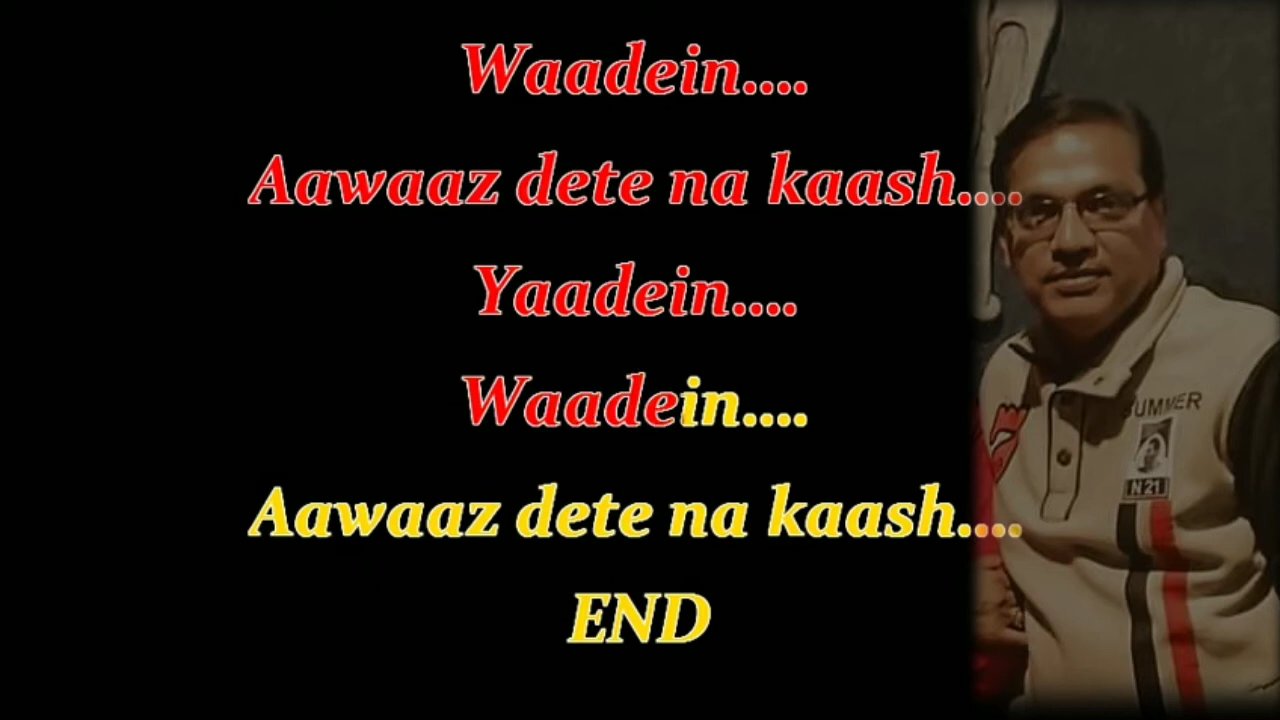 Waadein....
Aawaaz dete na kaash....
Yaadein....
Waadein....
Aawaaz dete na kaash....
END
SUMMER
N21